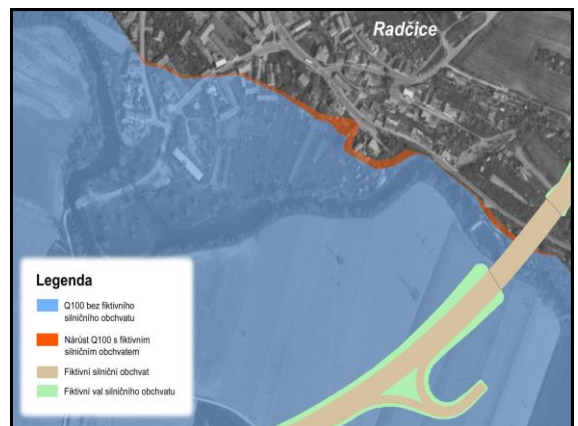 Radčice
Legenda
Q100 bez fiktivního
silničního obchvatu
Nárůst Q100 s fiktivním
silničním obchvatem
Fiktivní silniční obchvat
Fiktivní val silničního obchvatu